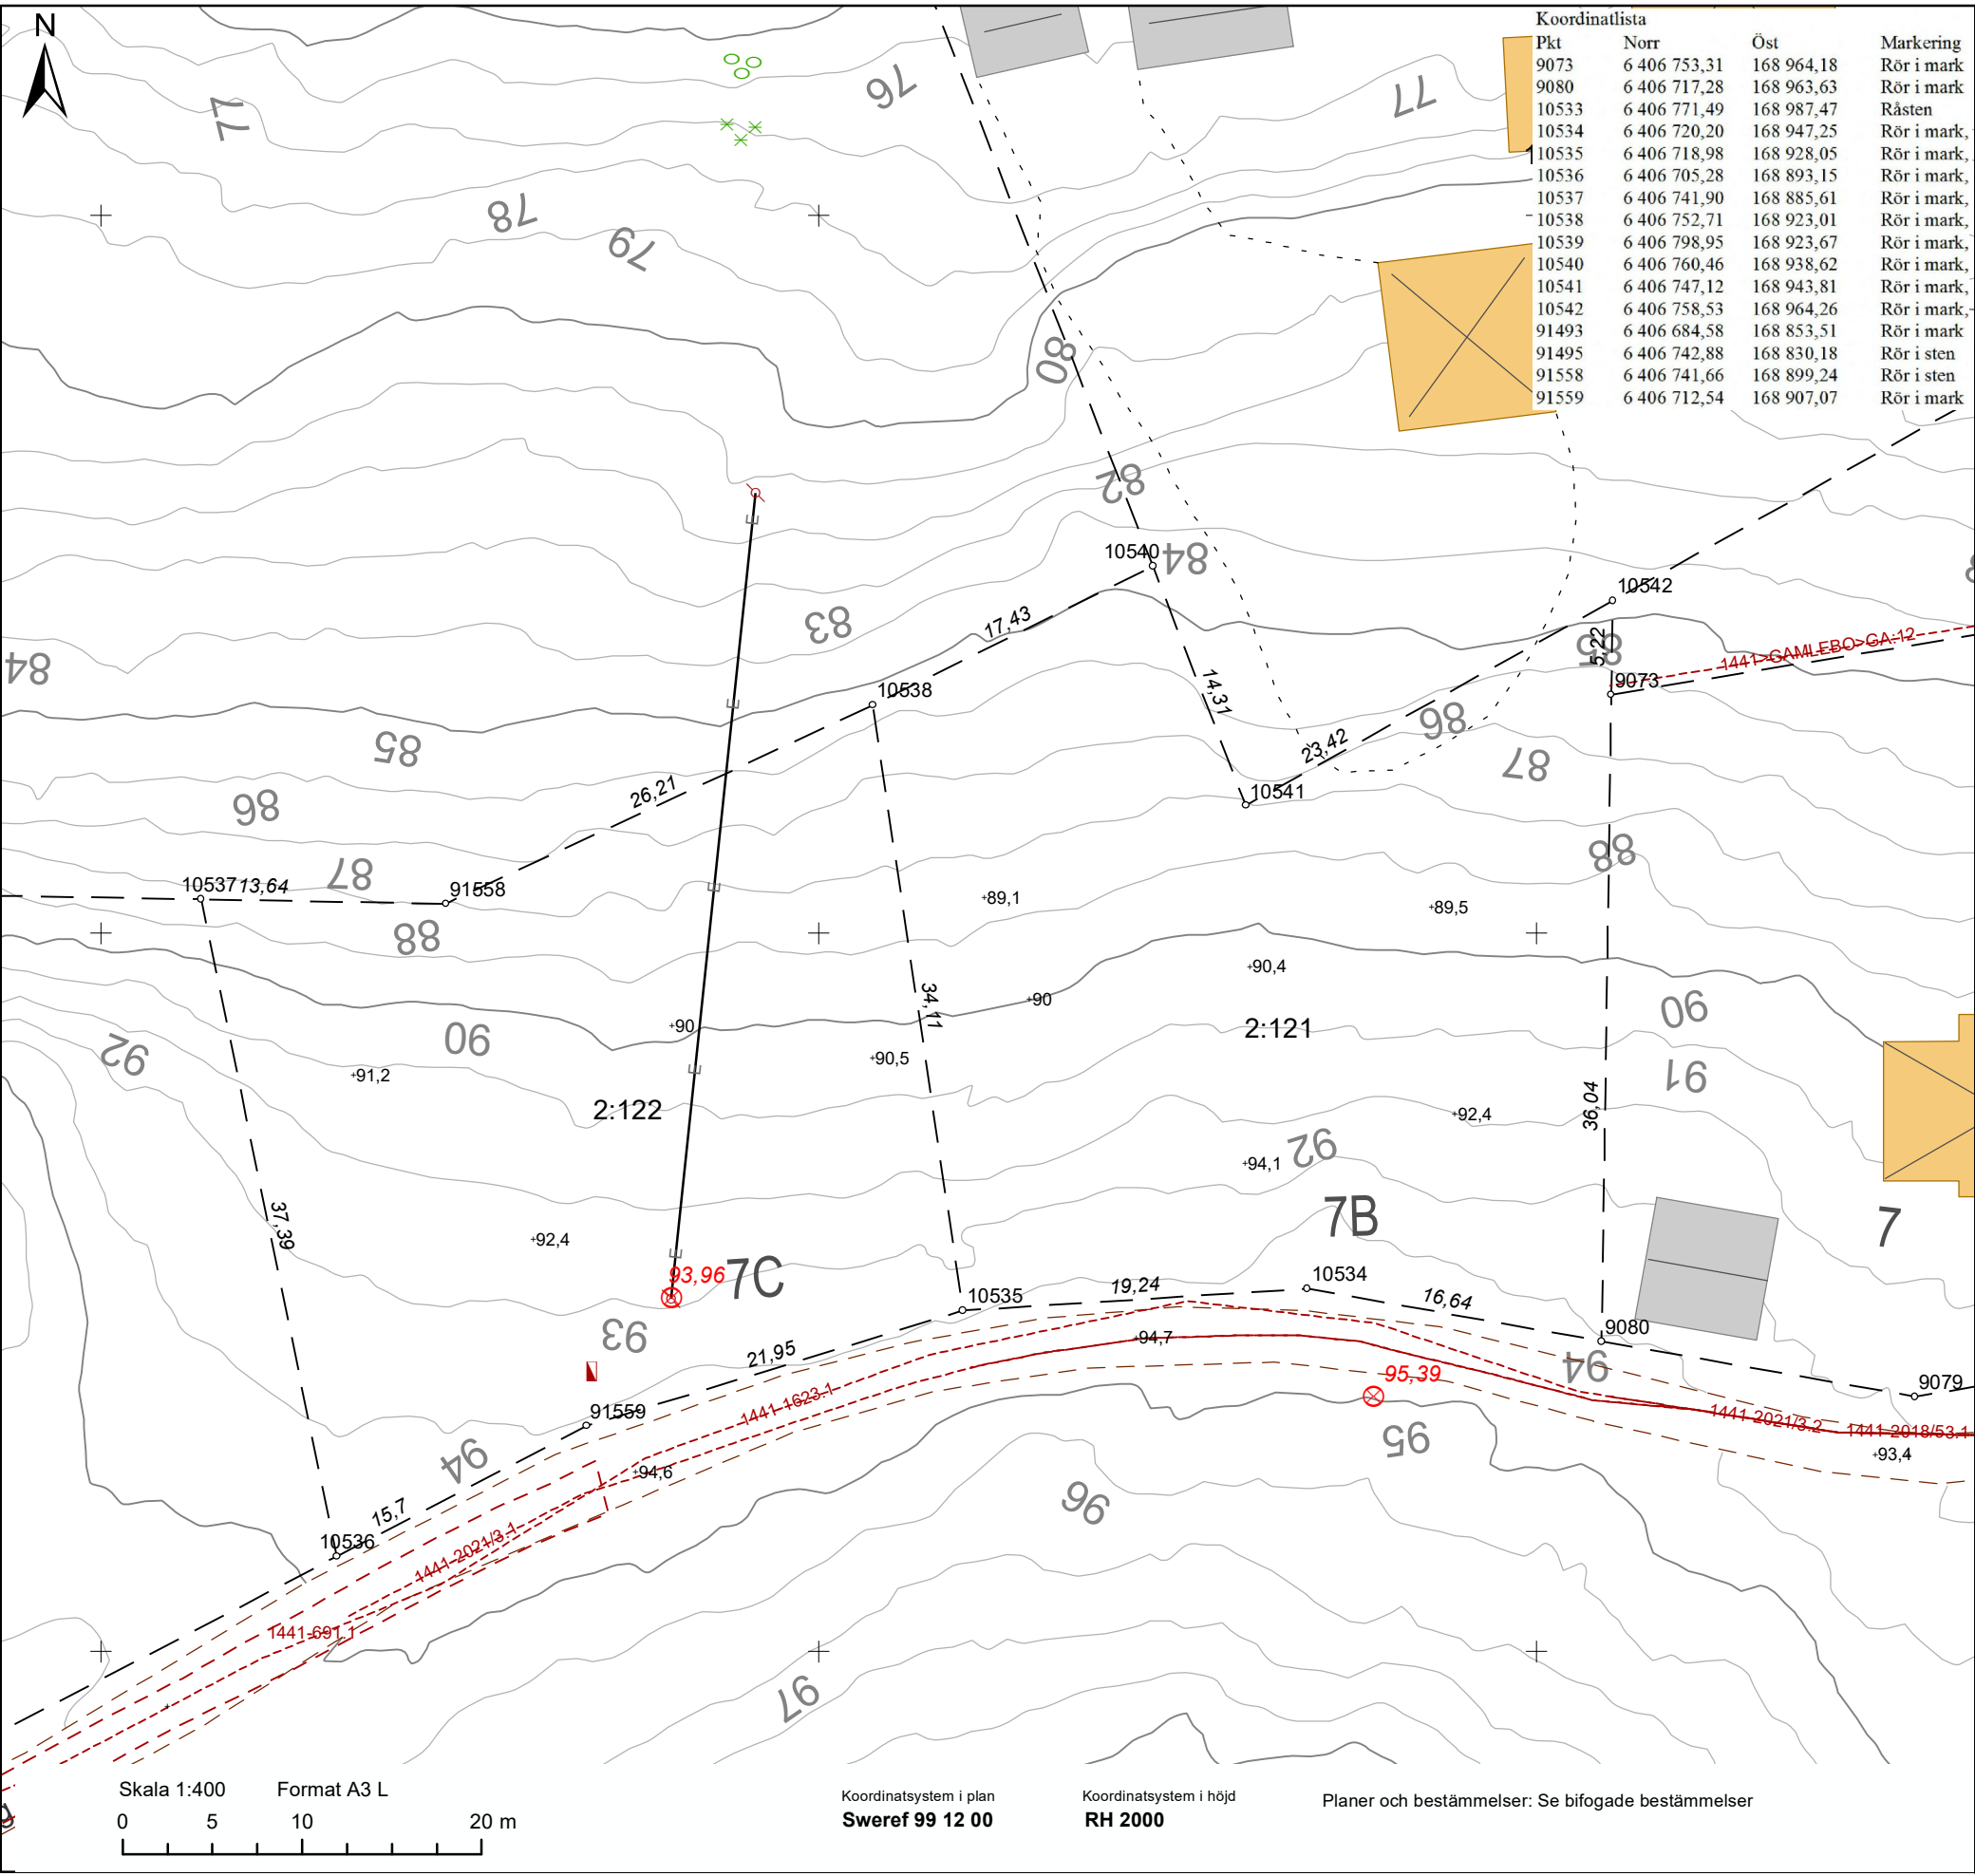 N
Koordinatlista
Pkt Norr Öst Markering
9073 6 406 753,31 168 964,18 Rör i mark
9080 6 406 717,28 168 963,63 Rör i mark
10533 6 406 771,49 168 987,47 Råsten
10534 6 406 720,20 168 947,25 Rör i mark,
10535 6 406 718,98 168 928,05 Rör i mark,
10536 6 406 705,28 168 893,15 Rör i mark,
10537 6 406 741,90 168 885,61 Rör i mark,
10538 6 406 752,71 168 923,01 Rör i mark,
10539 6 406 798,95 168 923,67 Rör i mark,
10540 6 406 760,46 168 938,62 Rör i mark,
10541 6 406 747,12 168 943,81 Rör i mark,
10542 6 406 758,53 168 964,26 Rör i mark,
91493 6 406 684,58 168 853,51 Rör i mark
91495 6 406 742,88 168 830,18 Rör i sten
91558 6 406 741,66 168 899,24 Rör i sten
91559 6 406 712,54 168 907,07 Rör i mark
76
77
77
78
79
80
82
10540
84
10542
83
17,43
5,22
85
1441>GAMLEBO>GA:12
84
10538
9073
14,31
86
85
23,42
87
26,21
10541
86
88
87
10537
13,64
91558
+89,1
+89,5
88
+90,4
34,11
+90
90
+90
2:121
92
90
+90,5
+91,2
91
2:122
36,04
+92,4
92
+94,1
37,39
7B
7
+92,4
93,96
7C
10534
10535
19,24
16,64
93
9080
+94,7
21,95
94
95,39
9079
1441-1623.1
91559
1441-2021/3.2
1441-2018/53.1
95
94
+93,4
+94,6
96
15,7
10536
1441-2021/3.1
1441-691.1
97
Skala 1:400 Format A3 L
0 5 10 20 m
Koordinatsystem i plan
Sweref 99 12 00
Koordinatsystem i höjd
RH 2000
Planer och bestämmelser: Se bifogade bestämmelser